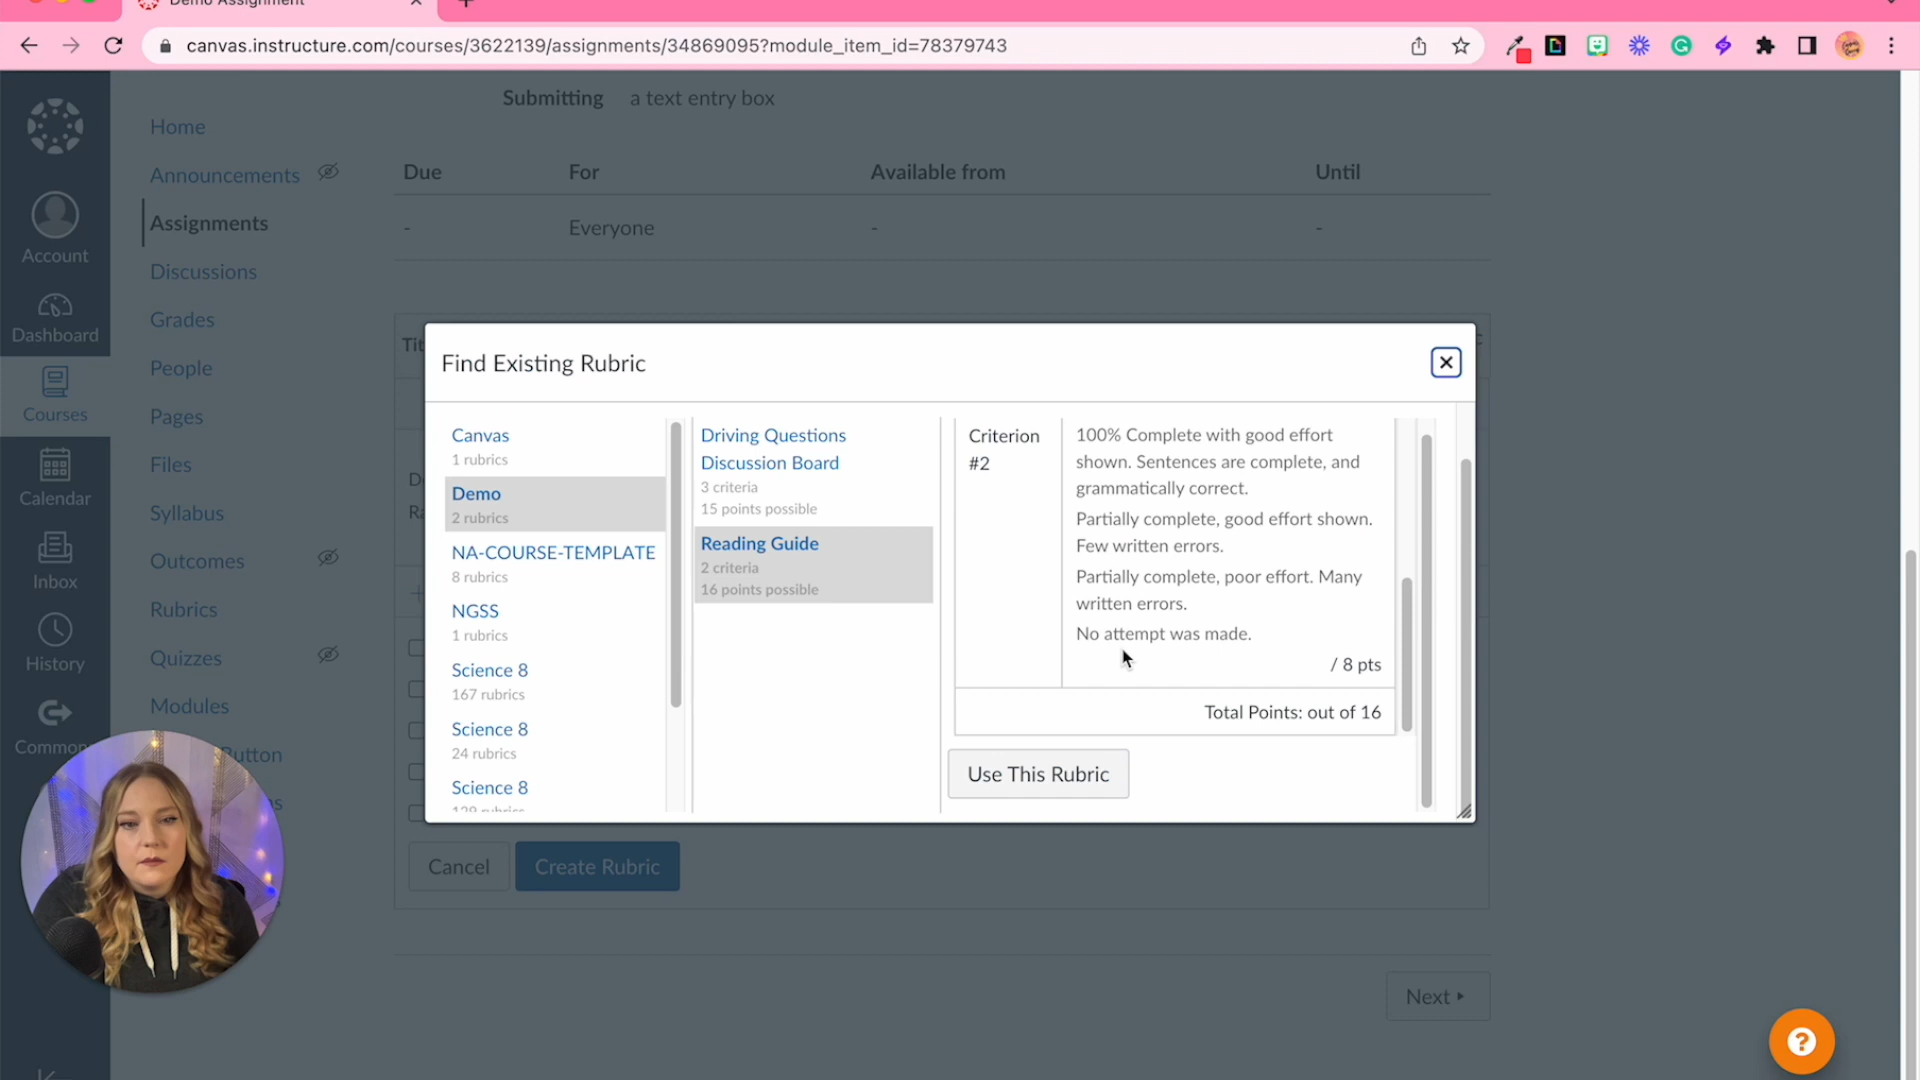 Demo Assignment
canvas.instructure.com/courses/3622139/assignments/34869095?module_item_id=78379743
Account
Dashboard
Courses
Calendar
Inbox
History
Home
Announcements
Assignments
Discussions
Grades
People
Pages
Files
Syllabus
Outcomes
Rubrics
Quizzes
Modules
Button
Submitting a text entry box
Due For Available from Until
- Everyone - -
Find Existing Rubric
Canvas
1 rubrics
Demo
2 rubrics
NA-COURSE-TEMPLATE
8 rubrics
NGSS
1 rubrics
Science 8
167 rubrics
Science 8
24 rubrics
Science 8
Driving Questions
Discussion Board
3 criteria
15 points possible
Reading Guide
2 criteria
16 points possible
Criterion
#2
100% Complete with good effort
shown. Sentences are complete, and
grammatically correct.
Partially complete, good effort shown.
Few written errors.
Partially complete, poor effort. Many
written errors.
No attempt was made.
/ 8 pts
Total Points: out of 16
Use This Rubric
Cancel
Create Rubric
Next
?